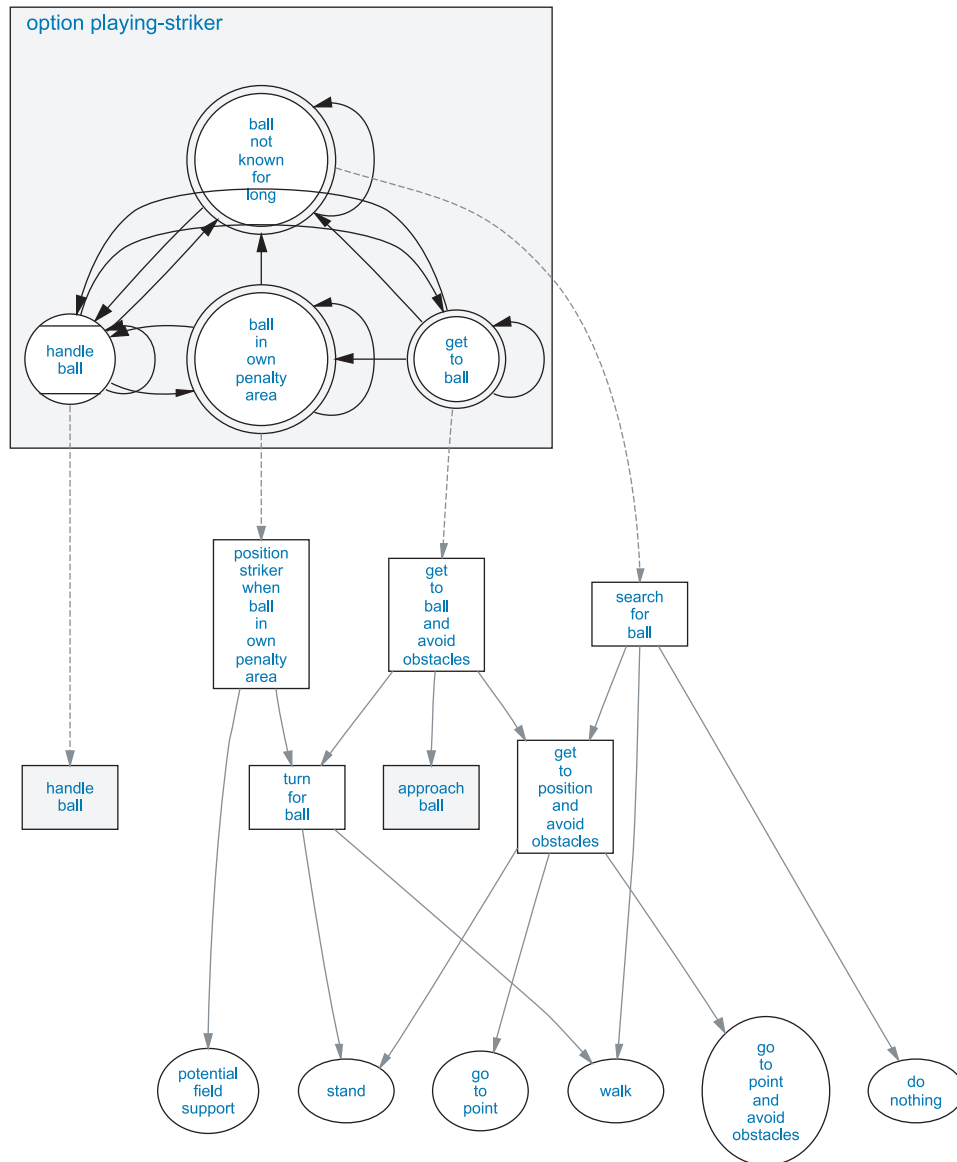 option playing-striker
ball
not
known
for
long
handle
ball
ball
in
own
penalty
area
get
to
ball
position
striker
when
ball
in
own
penalty
area
get
to
ball
and
avoid
obstacles
search
for
ball
handle
ball
turn
for
ball
approach
ball
get
to
position
and
avoid
obstacles
potential
field
support
stand
go
to
point
walk
go
to
point
and
avoid
obstacles
do
nothing